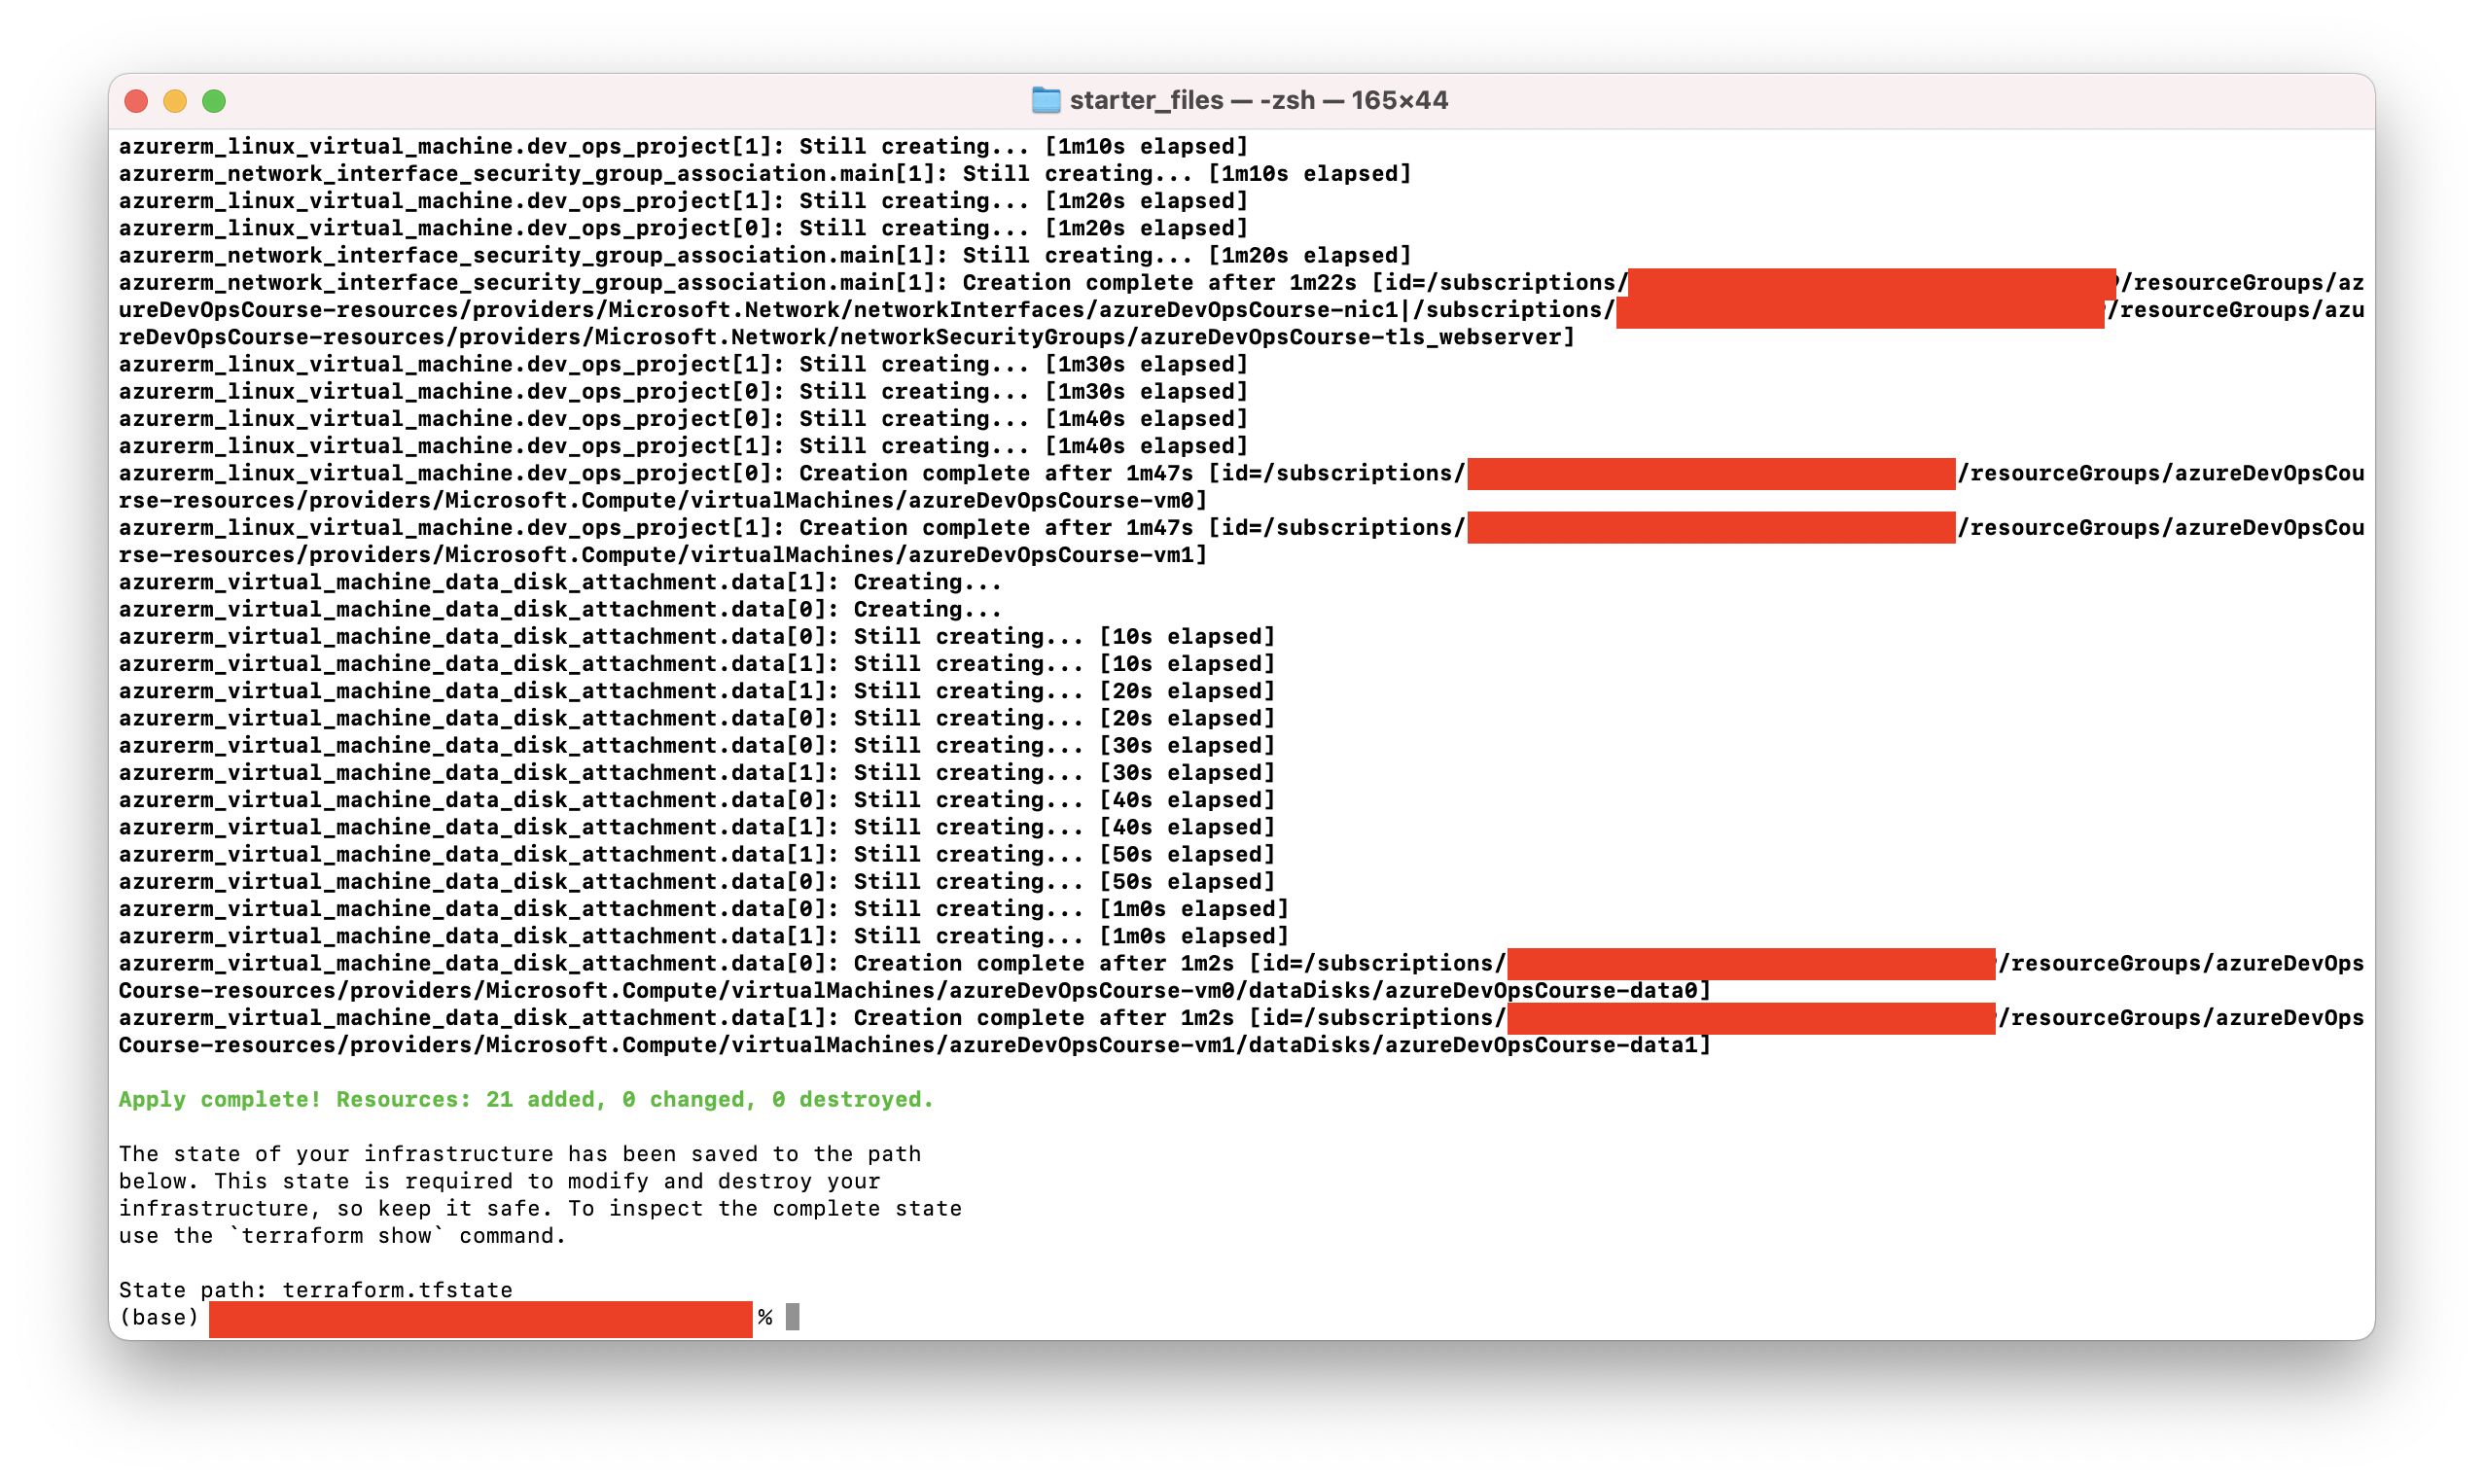 starter_files — -zsh — 165×44
azurerm_linux_virtual_machine.dev_ops_project[1]: Still creating... [1m10s elapsed]
azurerm_network_interface_security_group_association.main[1]: Still creating... [1m10s elapsed]
azurerm_linux_virtual_machine.dev_ops_project[1]: Still creating... [1m20s elapsed]
azurerm_linux_virtual_machine.dev_ops_project[0]: Still creating... [1m20s elapsed]
azurerm_network_interface_security_group_association.main[1]: Still creating... [1m20s elapsed]
azurerm_network_interface_security_group_association.main[1]: Creation complete after 1m22s [id=/subscriptions/ /resourceGroups/az
ureDevOpsCourse-resources/providers/Microsoft.Network/networkInterfaces/azureDevOpsCourse-nic1|/subscriptions/ /resourceGroups/azu
reDevOpsCourse-resources/providers/Microsoft.Network/networkSecurityGroups/azureDevOpsCourse-tls_webserver]
azurerm_linux_virtual_machine.dev_ops_project[1]: Still creating... [1m30s elapsed]
azurerm_linux_virtual_machine.dev_ops_project[0]: Still creating... [1m30s elapsed]
azurerm_linux_virtual_machine.dev_ops_project[0]: Still creating... [1m40s elapsed]
azurerm_linux_virtual_machine.dev_ops_project[1]: Still creating... [1m40s elapsed]
azurerm_linux_virtual_machine.dev_ops_project[0]: Creation complete after 1m47s [id=/subscriptions/ /resourceGroups/azureDevOpsCou
rse-resources/providers/Microsoft.Compute/virtualMachines/azureDevOpsCourse-vm0]
azurerm_linux_virtual_machine.dev_ops_project[1]: Creation complete after 1m47s [id=/subscriptions/ /resourceGroups/azureDevOpsCou
rse-resources/providers/Microsoft.Compute/virtualMachines/azureDevOpsCourse-vm1]
azurerm_virtual_machine_data_disk_attachment.data[1]: Creating...
azurerm_virtual_machine_data_disk_attachment.data[0]: Creating...
azurerm_virtual_machine_data_disk_attachment.data[0]: Still creating... [10s elapsed]
azurerm_virtual_machine_data_disk_attachment.data[1]: Still creating... [10s elapsed]
azurerm_virtual_machine_data_disk_attachment.data[1]: Still creating... [20s elapsed]
azurerm_virtual_machine_data_disk_attachment.data[0]: Still creating... [20s elapsed]
azurerm_virtual_machine_data_disk_attachment.data[0]: Still creating... [30s elapsed]
azurerm_virtual_machine_data_disk_attachment.data[1]: Still creating... [30s elapsed]
azurerm_virtual_machine_data_disk_attachment.data[0]: Still creating... [40s elapsed]
azurerm_virtual_machine_data_disk_attachment.data[1]: Still creating... [40s elapsed]
azurerm_virtual_machine_data_disk_attachment.data[1]: Still creating... [50s elapsed]
azurerm_virtual_machine_data_disk_attachment.data[0]: Still creating... [50s elapsed]
azurerm_virtual_machine_data_disk_attachment.data[0]: Still creating... [1m0s elapsed]
azurerm_virtual_machine_data_disk_attachment.data[1]: Still creating... [1m0s elapsed]
azurerm_virtual_machine_data_disk_attachment.data[0]: Creation complete after 1m2s [id=/subscriptions/ /resourceGroups/azureDevOps
Course-resources/providers/Microsoft.Compute/virtualMachines/azureDevOpsCourse-vm0/dataDisks/azureDevOpsCourse-data0]
azurerm_virtual_machine_data_disk_attachment.data[1]: Creation complete after 1m2s [id=/subscriptions/ /resourceGroups/azureDevOps
Course-resources/providers/Microsoft.Compute/virtualMachines/azureDevOpsCourse-vm1/dataDisks/azureDevOpsCourse-data1]
Apply complete! Resources: 21 added, 0 changed, 0 destroyed.
The state of your infrastructure has been saved to the path
below. This state is required to modify and destroy your
infrastructure, so keep it safe. To inspect the complete state
use the `terraform show` command.
State path: terraform.tfstate
(base) %